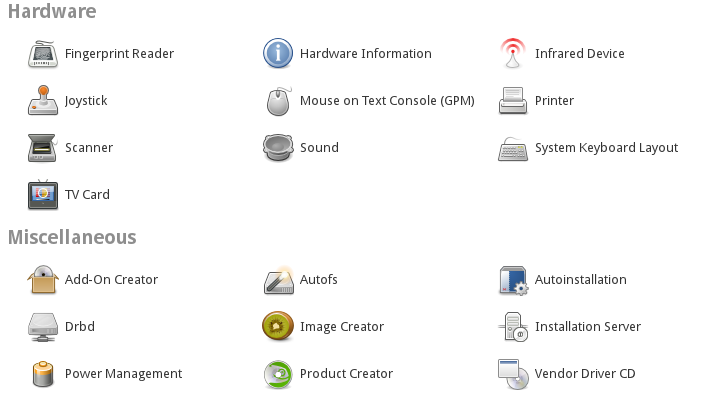 Hardware
Fingerprint Reader
Hardware Information
Infrared Device
Joystick
Mouse on Text Console (GPM)
Printer
Scanner
Sound
System Keyboard Layout
TV Card
Miscellaneous
Add-On Creator
Autofs
Autoinstallation
Drbd
Image Creator
Installation Server
Power Management
Product Creator
Vendor Driver CD